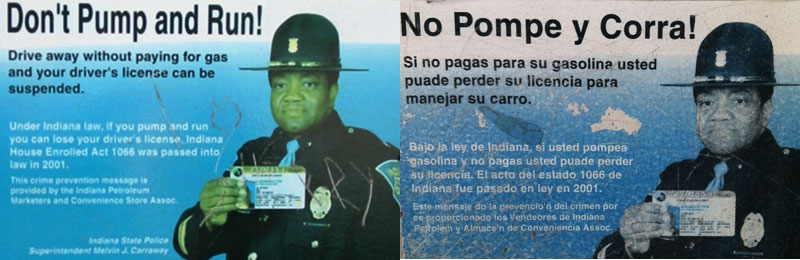 Don't Pump and Run!
Drive away without paying for gas
and your driver's license can be
suspended.
Under Indiana law, if you pump and run
you can lose your driver's license. Indiana
House Enrolled Act 1066 was passed into
law in 2001.
This crime prevention message is
provided by the Indiana Petroleum
Marketers and Convenience Store Assoc.
Indiana State Police
Superintendent Melvin J. Carraway
No Pompe y Corra!
Si no pagas para su gasolina usted
puade perder su licencia para
manejar su carro.
Bajo la ley de Indiana, si usted pompea
gasolina y no pagas usted puade perder
su licencia. El acto del estado 1066 de
Indiana fue pasado en ley en 2001.
Este mensaje do la prevencio'n del crimen por
es proporcionado los Vendeores de Indiana
Petrolem y Almace'n de Conveniencia Assoc.